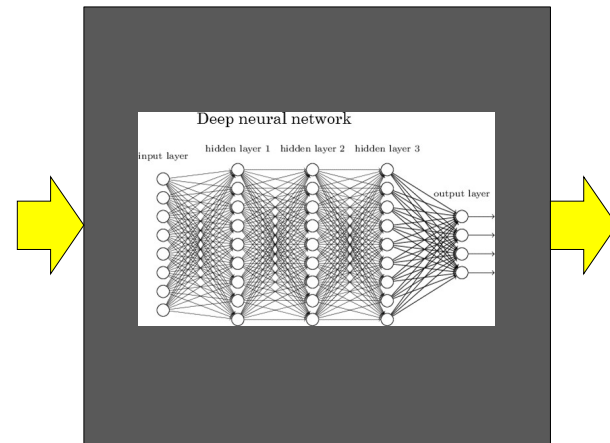 Deep neural network
hidden layer 1 hidden layer 2 hidden layer 3
input layer
output layer